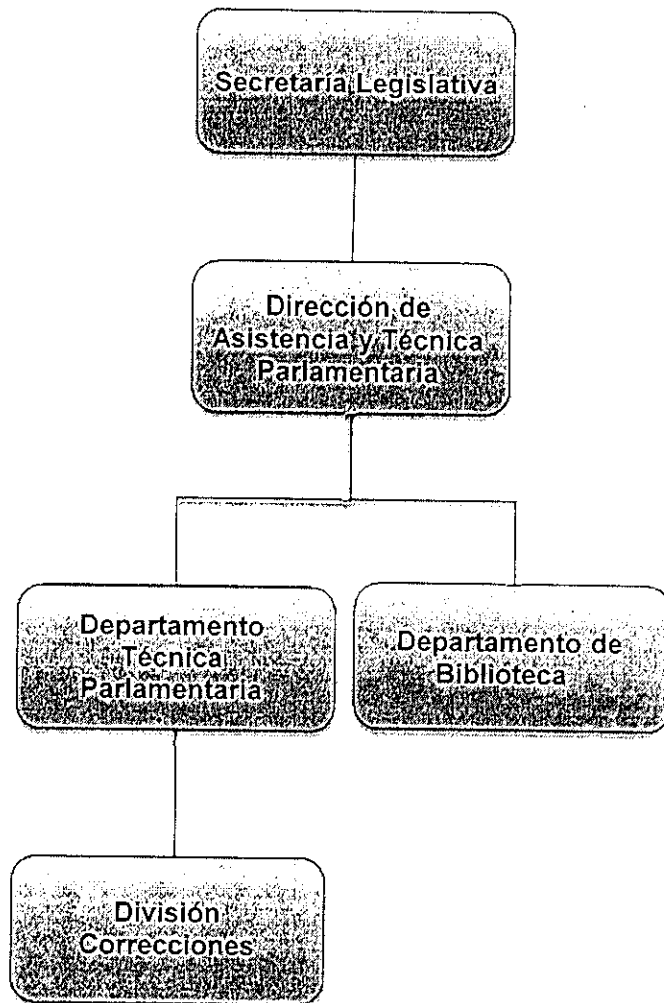 Secretaría Legislativa
Dirección de
Asistencia y Técnica
Parlamentaria
Departamento
Técnica
Parlamentaria
Departamento de
Biblioteca
División
Correcciones